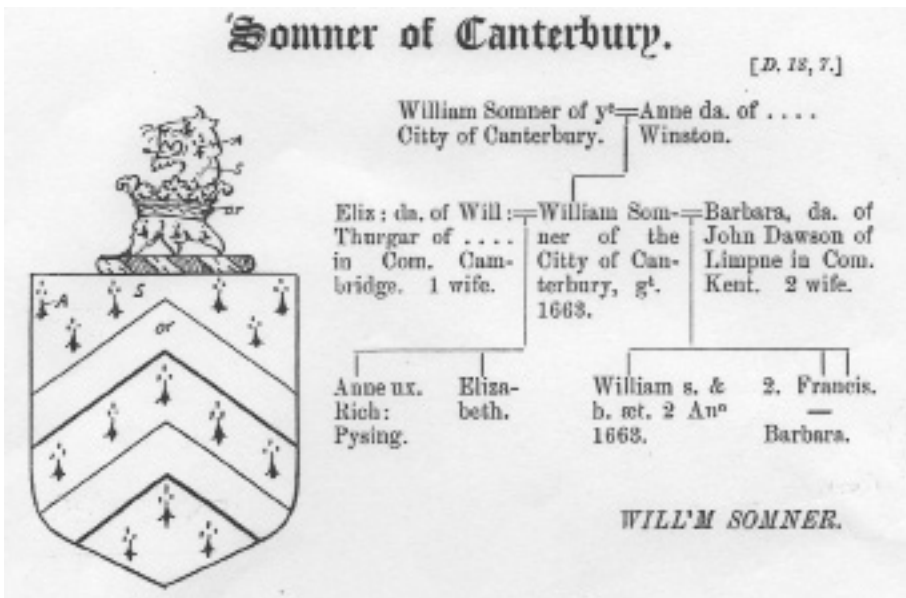 Somner of Canterbury.
[D. 18, 7.]
William Somner of yᵉ=Anne da. of . . . .
Citty of Canterbury. Winston.
Eliz : da. of Will :=William Som-=Barbara, da. of
Thurgar of . . . . ner of the John Dawson of
in Com. Cam- Citty of Can- Limpne in Com.
bridge. 1 wife. terbury, gᵗ. Kent. 2 wife.
1663.
Anne ux. Eliza- William s. & 2. Francis.
Rich : beth. h. æt. 2 Anⁿ —
Pysing. 1663. Barbara.
WILL'M SOMNER.
A
S
or
A
S
or